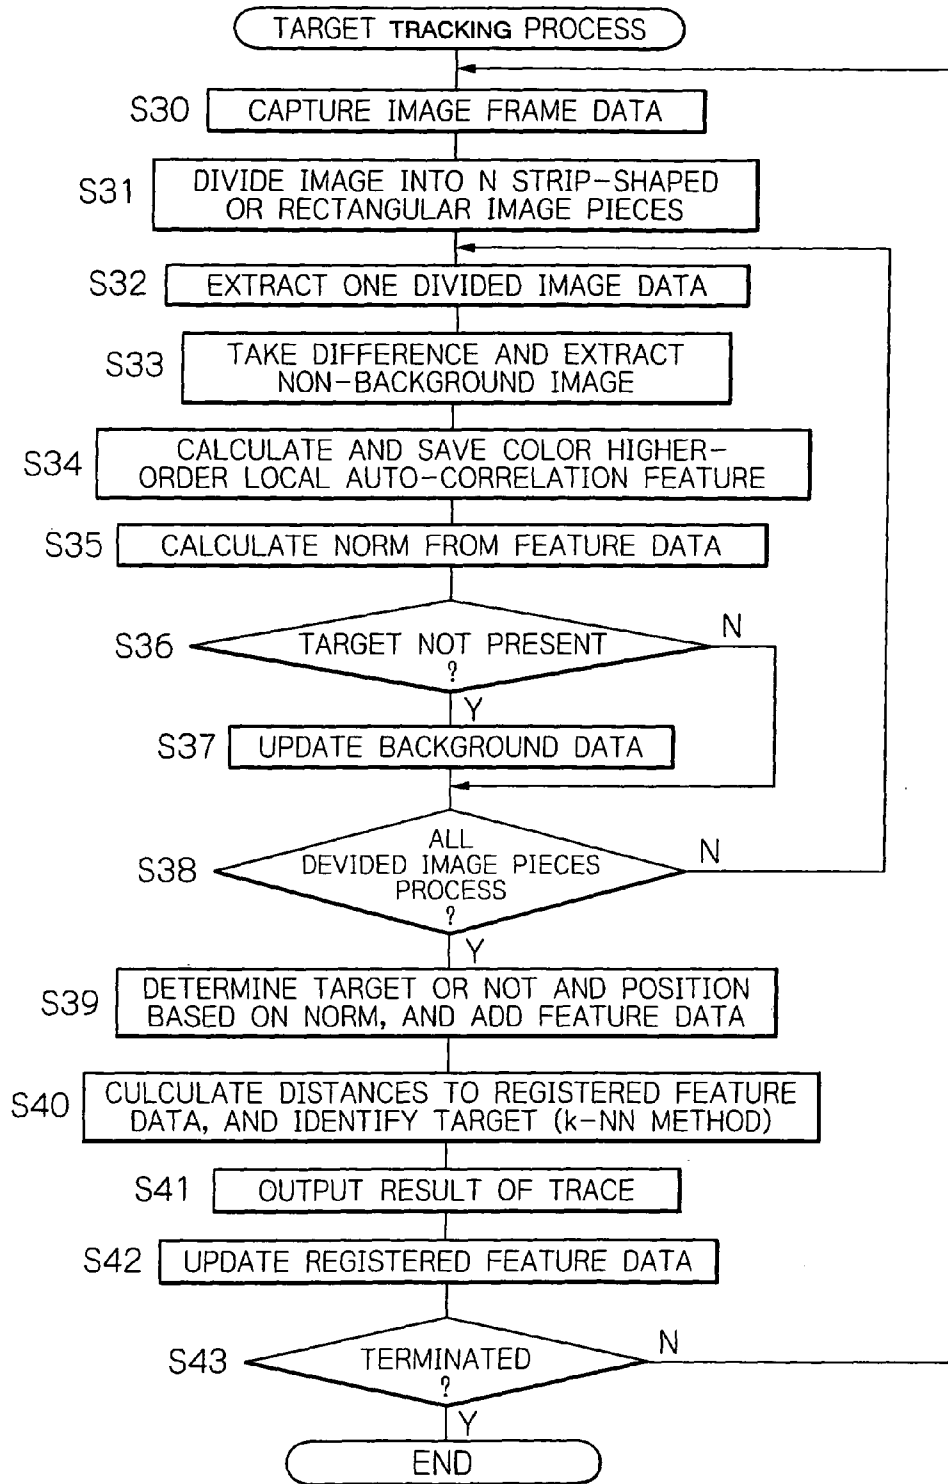 TARGET TRACKING PROCESS
S30
CAPTURE IMAGE FRAME DATA
S31
DIVIDE IMAGE INTO N STRIP-SHAPED
OR RECTANGULAR IMAGE PIECES
S32
EXTRACT ONE DIVIDED IMAGE DATA
S33
TAKE DIFFERENCE AND EXTRACT
NON-BACKGROUND IMAGE
S34
CALCULATE AND SAVE COLOR HIGHER-
ORDER LOCAL AUTO-CORRELATION FEATURE
S35
CALCULATE NORM FROM FEATURE DATA
S36
TARGET NOT PRESENT
?
N
Y
S37
UPDATE BACKGROUND DATA
S38
ALL
DEVIDED IMAGE PIECES
PROCESS
?
N
Y
S39
DETERMINE TARGET OR NOT AND POSITION
BASED ON NORM, AND ADD FEATURE DATA
S40
CULCULATE DISTANCES TO REGISTERED FEATURE
DATA, AND IDENTIFY TARGET (k-NN METHOD)
S41
OUTPUT RESULT OF TRACE
S42
UPDATE REGISTERED FEATURE DATA
S43
TERMINATED
?
N
Y
END